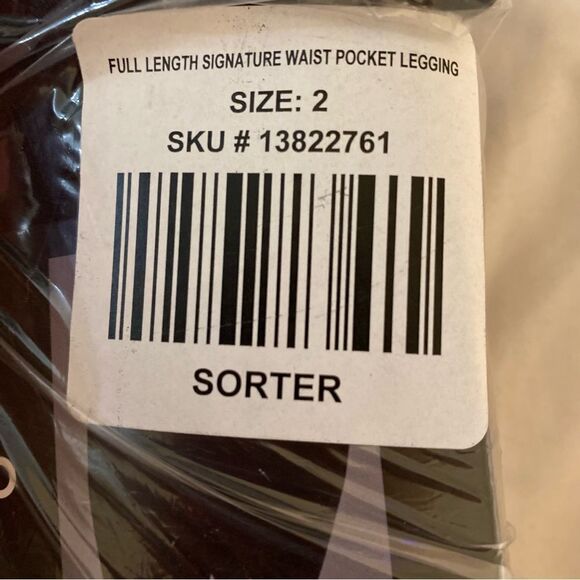 FULL LENGTH SIGNATURE WAIST POCKET LEGGING
SIZE: 2
SKU # 13822761
SORTER